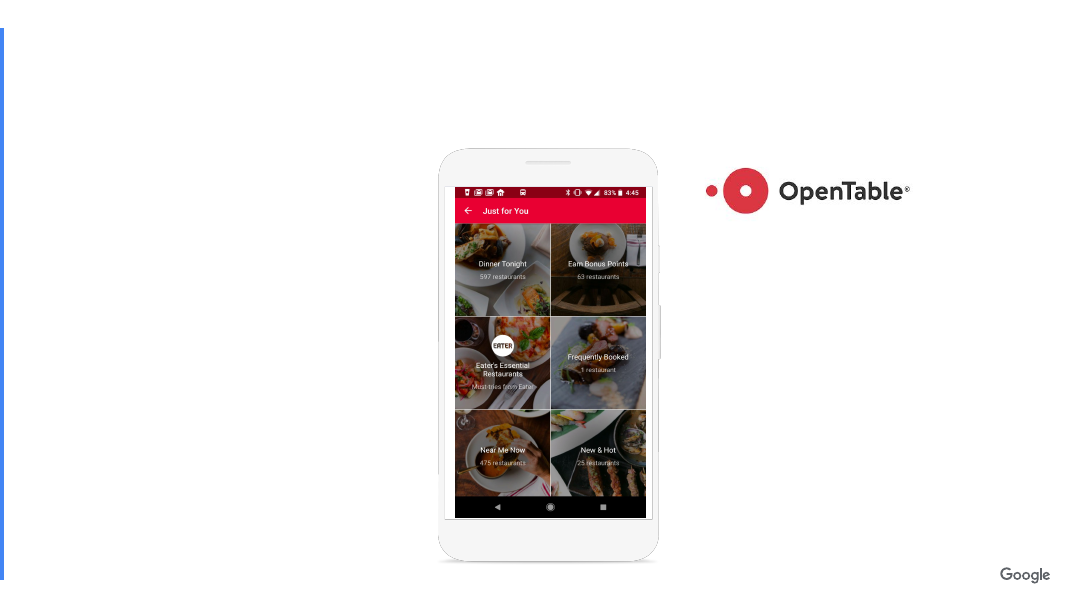 OpenTable®
83% 4:45
Just for You
Dinner Tonight
597 restaurants
Earn Bonus Points
63 restaurants
EATER
Eater's Essential
Restaurants
Must-tries from Eater
Frequently Booked
1 restaurant
Near Me Now
475 restaurants
New & Hot
25 restaurants
Google